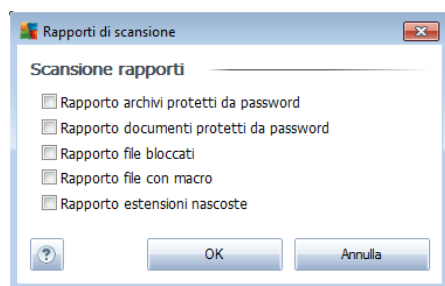 Rapporti di scansione
Scansione rapporti
Rapporto archivi protetti da password
Rapporto documenti protetti da password
Rapporto file bloccati
Rapporto file con macro
Rapporto estensioni nascoste
? OK Annulla